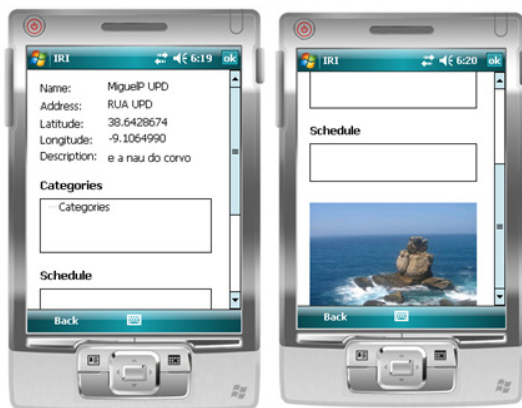 IRI 6:19 ok
Name: MiguelP UPD
Address: RUA UPD
Latitude: 38.6428674
Longitude: -9.1064990
Description: e a nau do corvo
Categories
Categories
Schedule
Back
IRI 6:20 ok
Schedule
Back